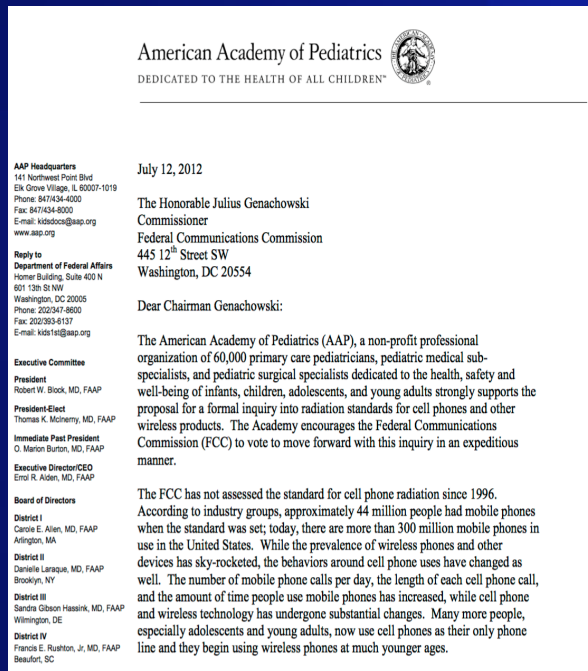 American Academy of Pediatrics
DEDICATED TO THE HEALTH OF ALL CHILDREN™
AAP Headquarters
141 Northwest Point Blvd
Elk Grove Village, IL 60007-1019
Phone: 847/434-4000
Fax: 847/434-8000
E-mail: kidsdocs@aap.org
www.aap.org
Reply to
Department of Federal Affairs
Homer Building, Suite 400 N
601 13th St NW
Washington, DC 20005
Phone: 202/347-8600
Fax: 202/393-6137
E-mail: kids1st@aap.org
Executive Committee
President
Robert W. Block, MD, FAAP
President-Elect
Thomas K. McInerny, MD, FAAP
Immediate Past President
O. Marion Burton, MD, FAAP
Executive Director/CEO
Errol R. Alden, MD, FAAP
Board of Directors
District I
Carole E. Allen, MD, FAAP
Arlington, MA
District II
Danielle Laraque, MD, FAAP
Brooklyn, NY
District III
Sandra Gibson Hassink, MD, FAAP
Wilmington, DE
District IV
Francis E. Rushton, Jr, MD, FAAP
Beaufort, SC
July 12, 2012
The Honorable Julius Genachowski
Commissioner
Federal Communications Commission
445 12th Street SW
Washington, DC 20554
Dear Chairman Genachowski:
The American Academy of Pediatrics (AAP), a non-profit professional
organization of 60,000 primary care pediatricians, pediatric medical sub-
specialists, and pediatric surgical specialists dedicated to the health, safety and
well-being of infants, children, adolescents, and young adults strongly supports the
proposal for a formal inquiry into radiation standards for cell phones and other
wireless products. The Academy encourages the Federal Communications
Commission (FCC) to vote to move forward with this inquiry in an expeditious
manner.
The FCC has not assessed the standard for cell phone radiation since 1996.
According to industry groups, approximately 44 million people had mobile phones
when the standard was set; today, there are more than 300 million mobile phones in
use in the United States. While the prevalence of wireless phones and other
devices has sky-rocketed, the behaviors around cell phone uses have changed as
well. The number of mobile phone calls per day, the length of each cell phone call,
and the amount of time people use mobile phones has increased, while cell phone
and wireless technology has undergone substantial changes. Many more people,
especially adolescents and young adults, now use cell phones as their only phone
line and they begin using wireless phones at much younger ages.